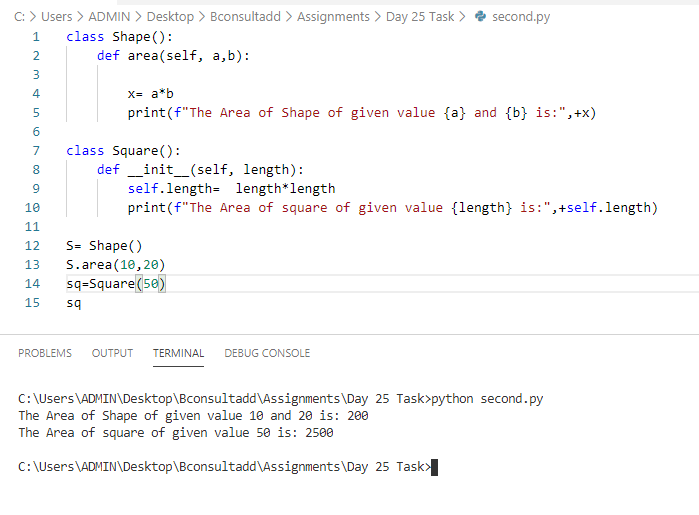 C: > Users > ADMIN > Desktop > Bconsultadd > Assignments > Day 25 Task > second.py
1 class Shape():
2     def area(self, a,b):
3
4         x= a*b
5         print(f"The Area of Shape of given value {a} and {b} is:",+x)
6
7 class Square():
8     def __init__(self, length):
9         self.length=  length*length
10         print(f"The Area of square of given value {length} is:",+self.length)
11
12 S= Shape()
13 S.area(10,20)
14 sq=Square(50)
15 sq
PROBLEMS OUTPUT TERMINAL DEBUG CONSOLE
C:\Users\ADMIN\Desktop\Bconsultadd\Assignments\Day 25 Task>python second.py
The Area of Shape of given value 10 and 20 is: 200
The Area of square of given value 50 is: 2500
C:\Users\ADMIN\Desktop\Bconsultadd\Assignments\Day 25 Task>